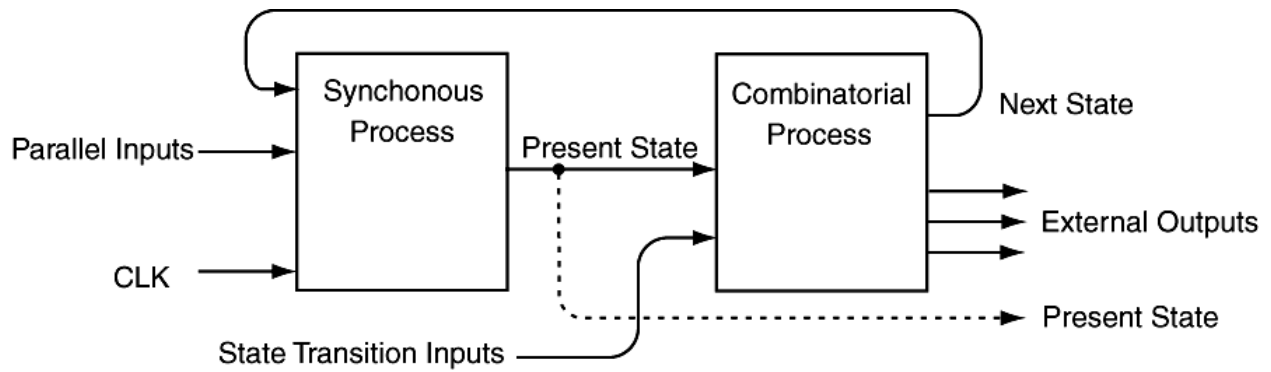 Synchonous
Process
Combinatorial
Process
Next State
Parallel Inputs
Present State
External Outputs
CLK
Present State
State Transition Inputs